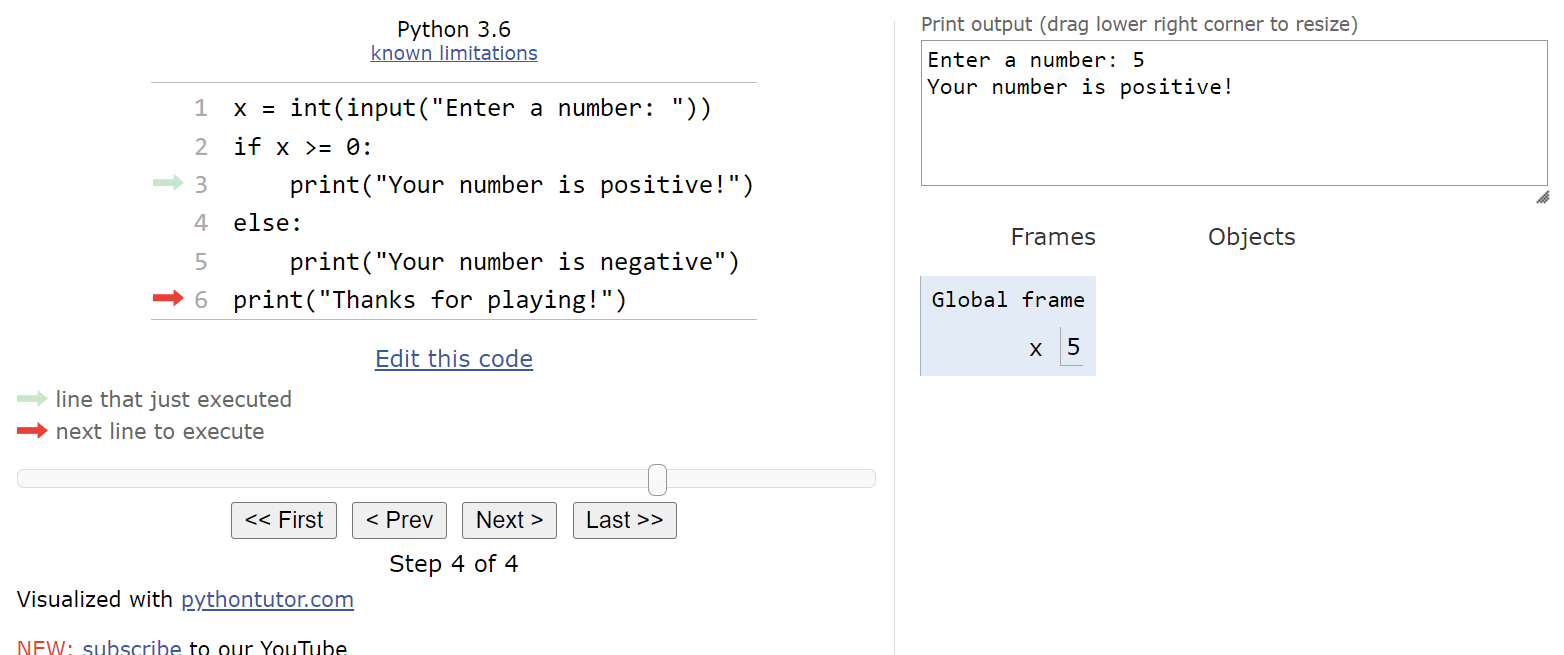 Python 3.6
known limitations
1 x = int(input("Enter a number: "))
2 if x >= 0:
3     print("Your number is positive!")
4 else:
5     print("Your number is negative")
6 print("Thanks for playing!")
Edit this code
line that just executed
next line to execute
<< First < Prev Next > Last >>
Step 4 of 4
Visualized with pythontutor.com
NEW: subscribe to our YouTube
Print output (drag lower right corner to resize)
Enter a number: 5
Your number is positive!
Frames Objects
Global frame
x 5